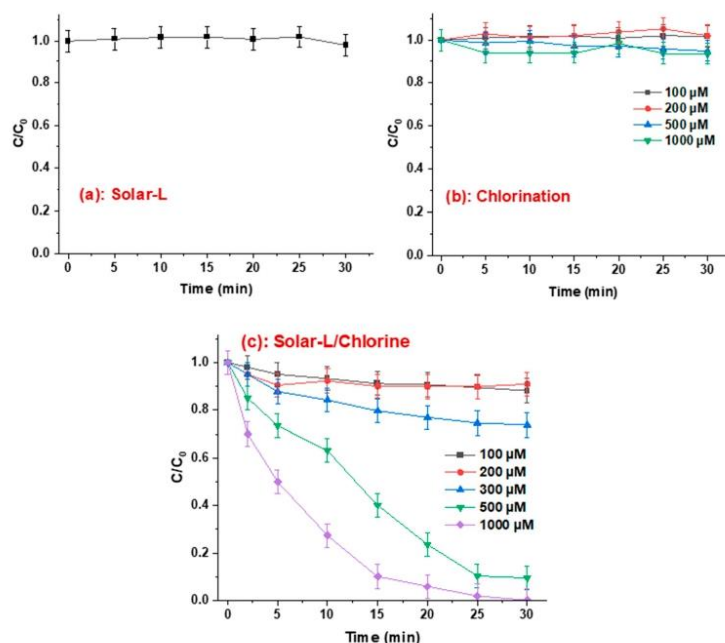 1.0
0.8
0.6
0.4
0.2
0.0
C/C0
(a): Solar-L
0 5 10 15 20 25 30
Time (min)
1.0
0.8
0.6
0.4
0.2
0.0
C/C0
100 µM
200 µM
500 µM
1000 µM
(b): Chlorination
0 5 10 15 20 25 30
Time (min)
(c): Solar-L/Chlorine
1.0
0.8
0.6
0.4
0.2
0.0
C/C0
100 µM
200 µM
300 µM
500 µM
1000 µM
0 5 10 15 20 25 30
Time (min)